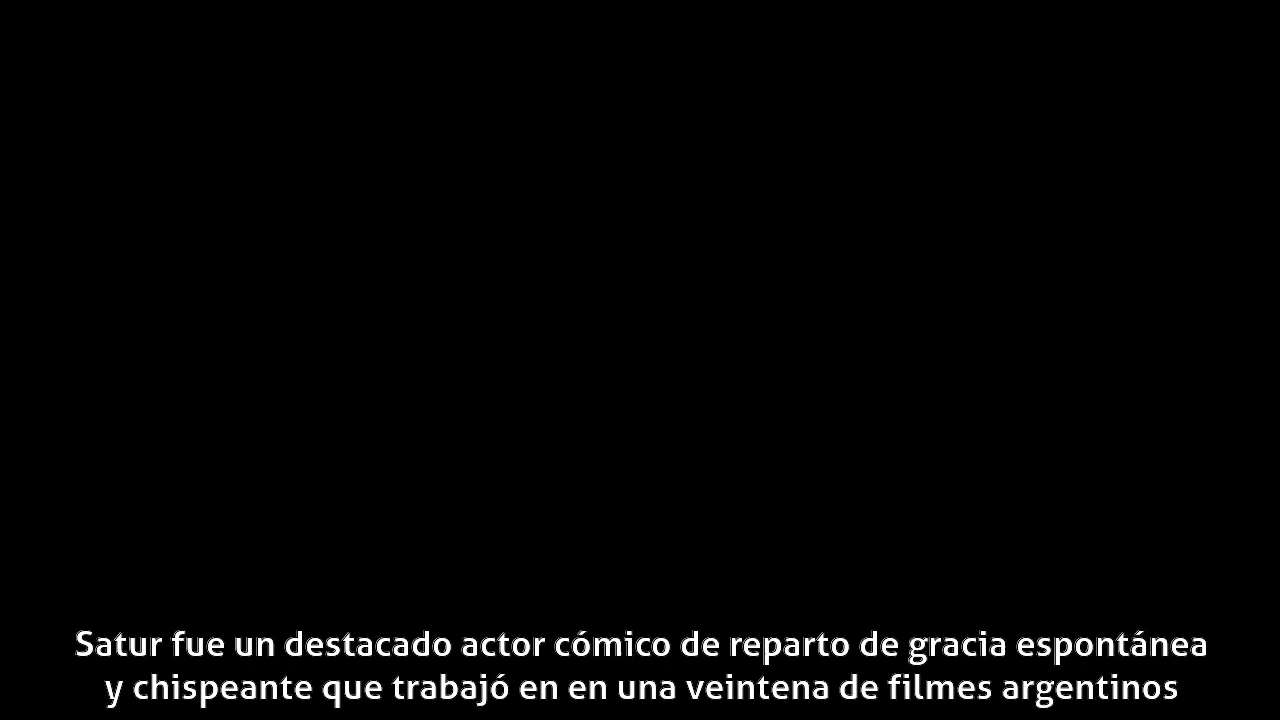 Satur fue un destacado actor cómico de reparto de gracia espontánea
y chispeante que trabajó en en una veintena de filmes argentinos